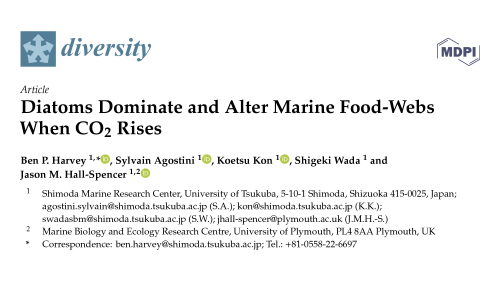 diversity
MDPI
Article
Diatoms Dominate and Alter Marine Food-Webs
When CO₂ Rises
Ben P. Harvey 1,*, Sylvain Agostini 1, Koetsu Kon 1, Shigeki Wada 1 and
Jason M. Hall-Spencer 1,2
1 Shimoda Marine Research Center, University of Tsukuba, 5-10-1 Shimoda, Shizuoka 415-0025, Japan;
agostini.sylvain@shimoda.tsukuba.ac.jp (S.A.); kon@shimoda.tsukuba.ac.jp (K.K.);
swadasbm@shimoda.tsukuba.ac.jp (S.W.); jhall-spencer@plymouth.ac.uk (J.M.H.-S.)
2 Marine Biology and Ecology Research Centre, University of Plymouth, PL4 8AA Plymouth, UK
* Correspondence: ben.harvey@shimoda.tsukuba.ac.jp; Tel.: +81-0558-22-6697